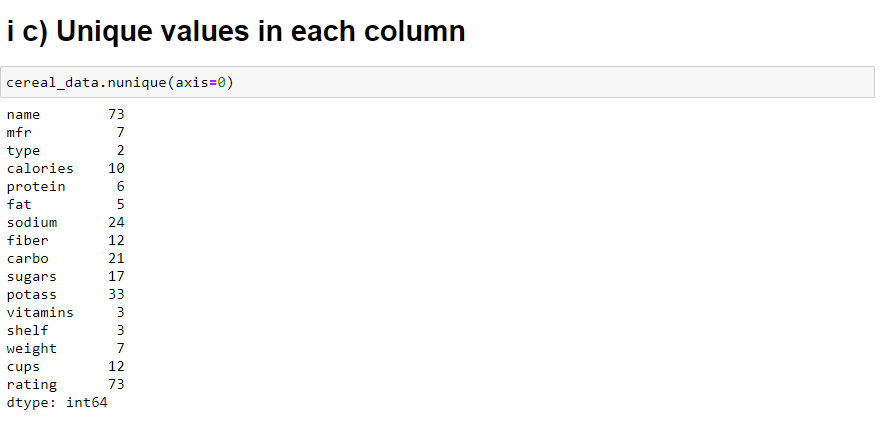 i c) Unique values in each column
cereal_data.nunique(axis=0)
name 73
mfr 7
type 2
calories 10
protein 6
fat 5
sodium 24
fiber 12
carbo 21
sugars 17
potass 33
vitamins 3
shelf 3
weight 7
cups 12
rating 73
dtype: int64